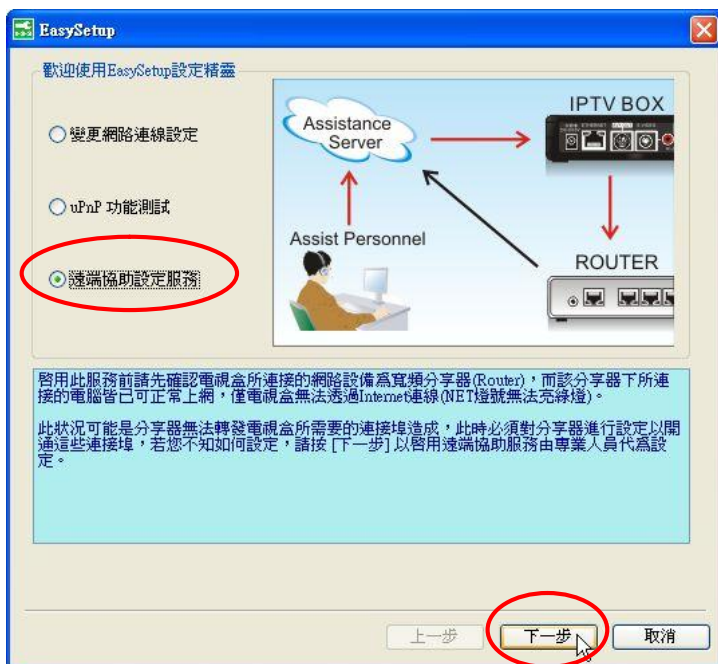 EasySetup
歡迎使用EasySetup設定精靈
變更網路連線設定
uPnP 功能測試
遠端協助設定服務
Assistance
Server
IPTV BOX
Assist Personnel
ROUTER
啓用此服務前請先確認電視盒所連接的網路設備為寬頻分享器(Router)，而該分享器下所連
接的電腦皆已可正常上網，僅電視盒無法透過Internet連線(NET燈號無法亮綠燈)。
此狀況可能是分享器無法轉發電視盒所需要的連接埠造成，此時必須對分享器進行設定以開
通這些連接埠，若您不知如何設定，請按 [下一步] 以啓用遠端協助服務由專業人員代為設
定。
上一步
下一步
取消